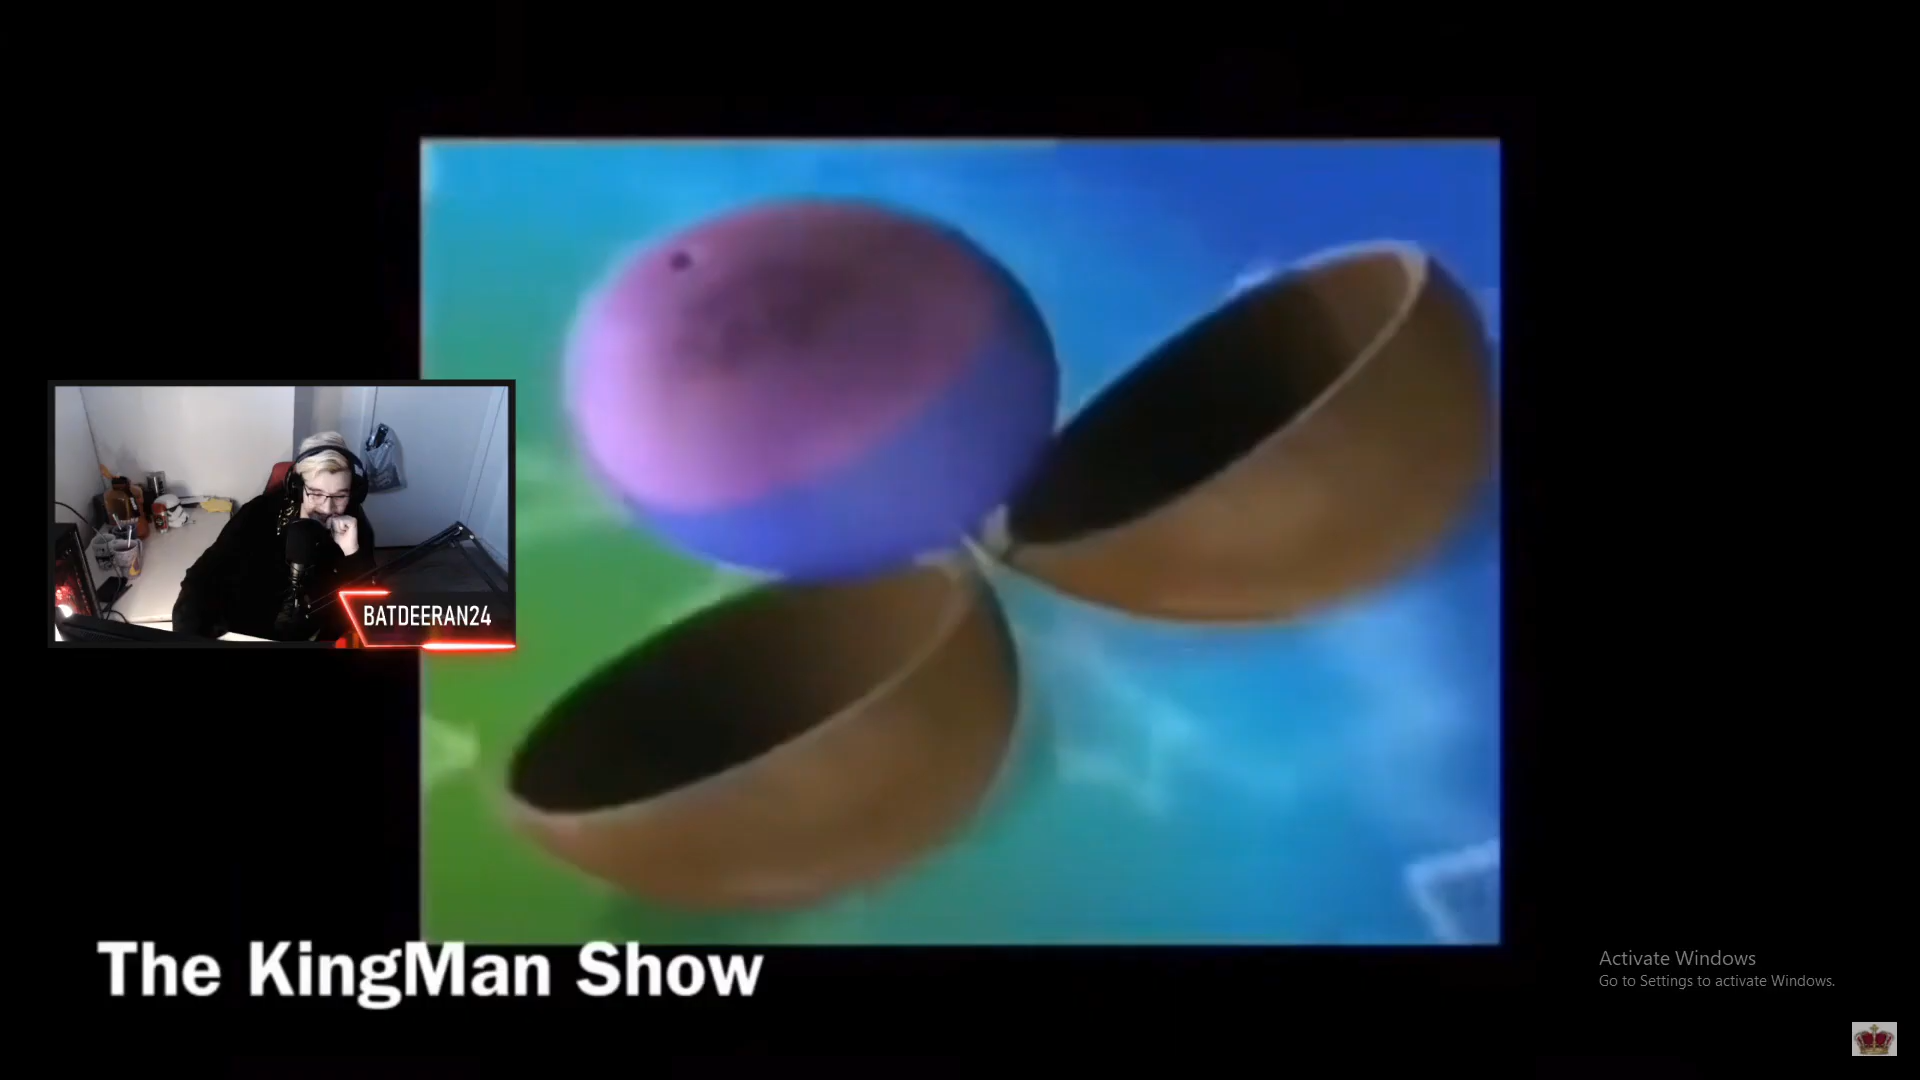 BATDEERAN24
The KingMan Show
Activate Windows
Go to Settings to activate Windows.